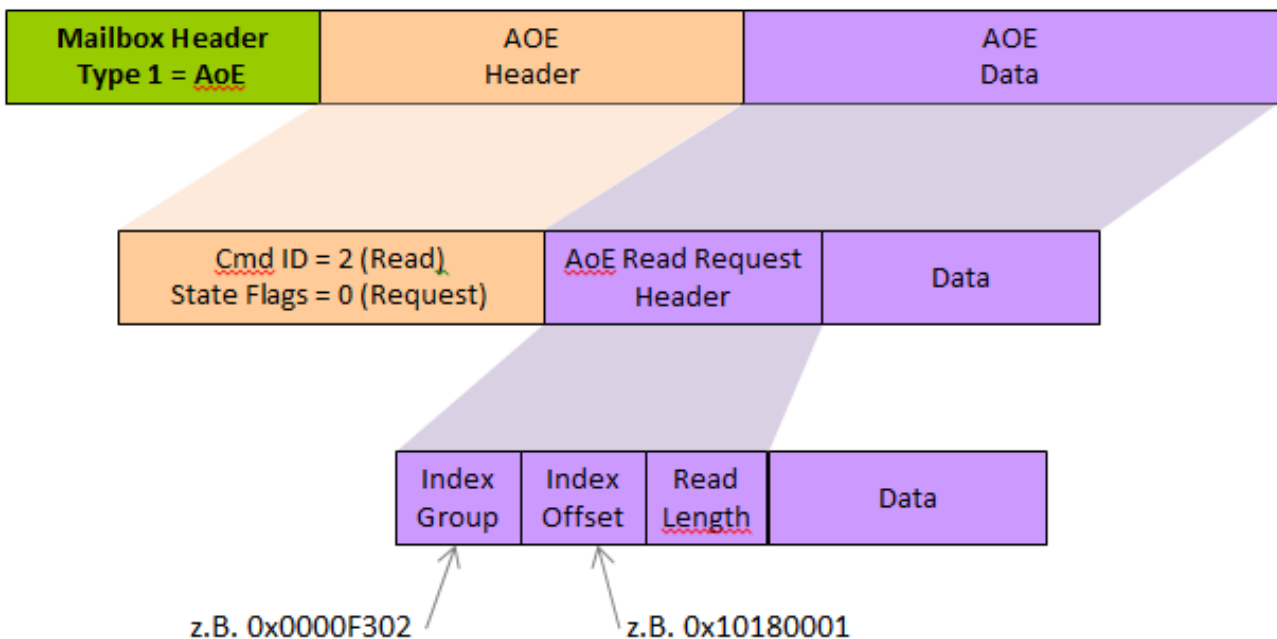 Mailbox Header
Type 1 = AoE
AOE
Header
AOE
Data
Cmd ID = 2 (Read)
State Flags = 0 (Request)
AoE Read Request
Header
Data
Index
Group
Index
Offset
Read
Length
Data
z.B. 0x0000F302
z.B. 0x10180001